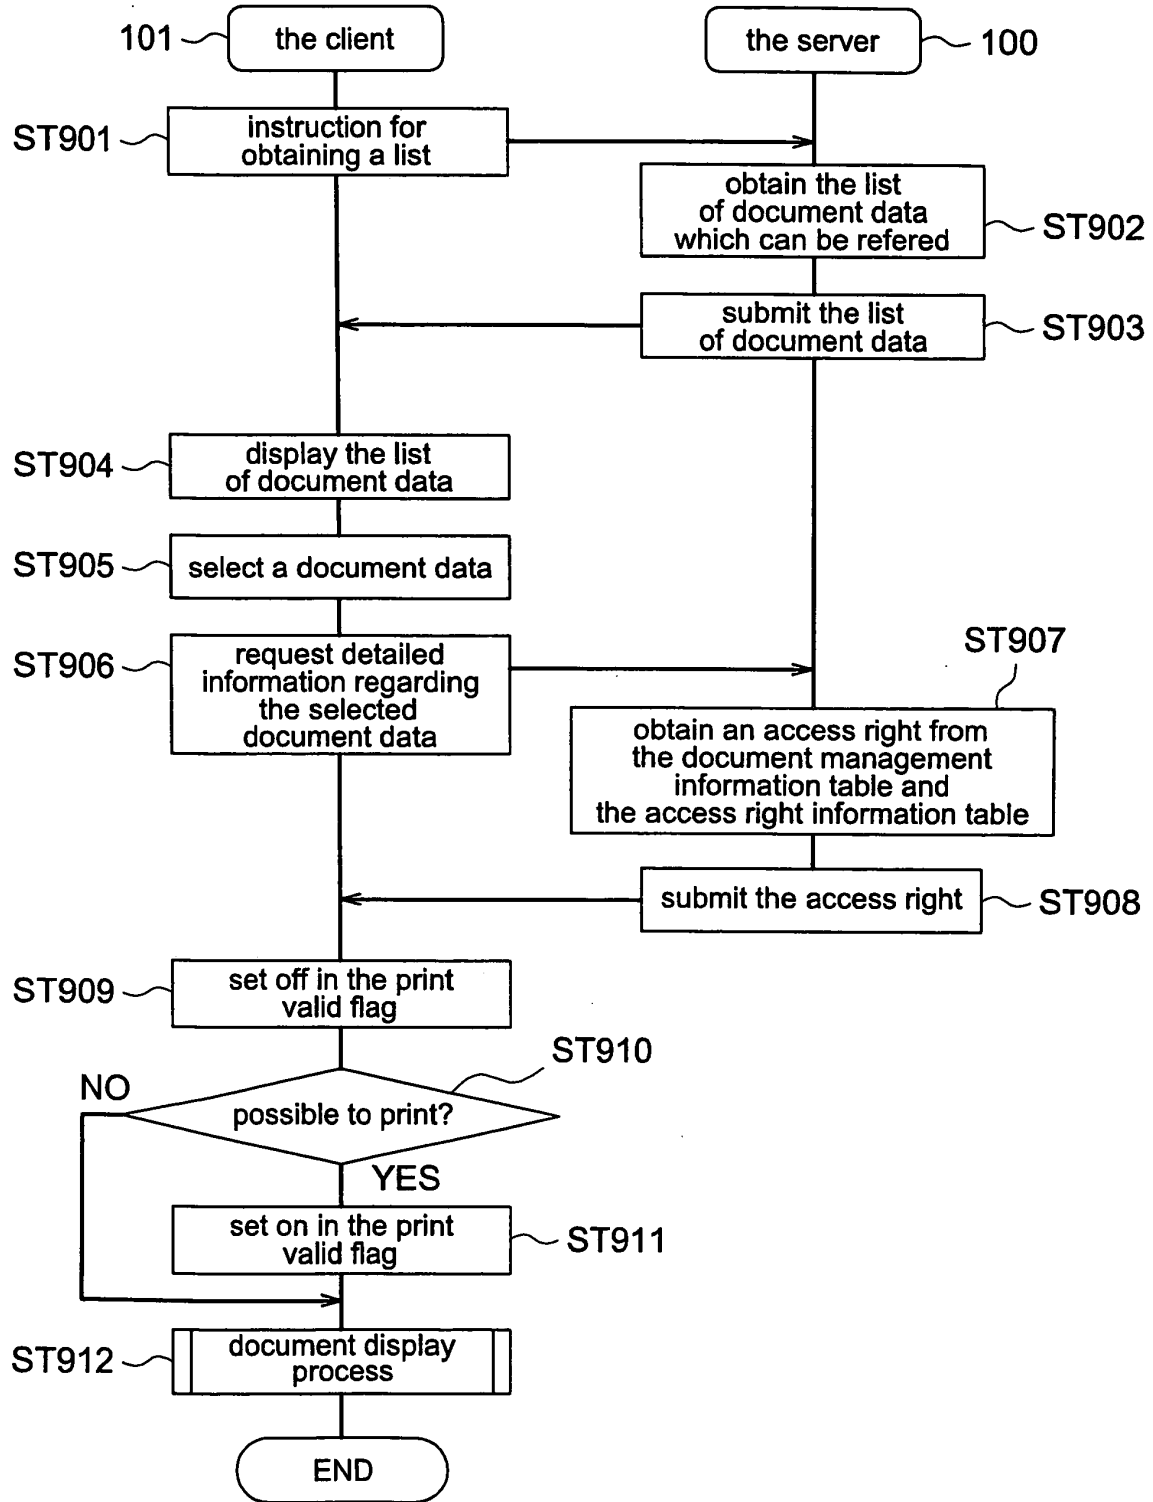 101
the client
the server
100
ST901
instruction for
obtaining a list
obtain the list
of document data
which can be refered
ST902
submit the list
of document data
ST903
ST904
display the list
of document data
ST905
select a document data
ST906
request detailed
information regarding
the selected
document data
ST907
obtain an access right from
the document management
information table and
the access right information table
submit the access right
ST908
ST909
set off in the print
valid flag
ST910
NO
possible to print?
YES
set on in the print
valid flag
ST911
ST912
document display
process
END